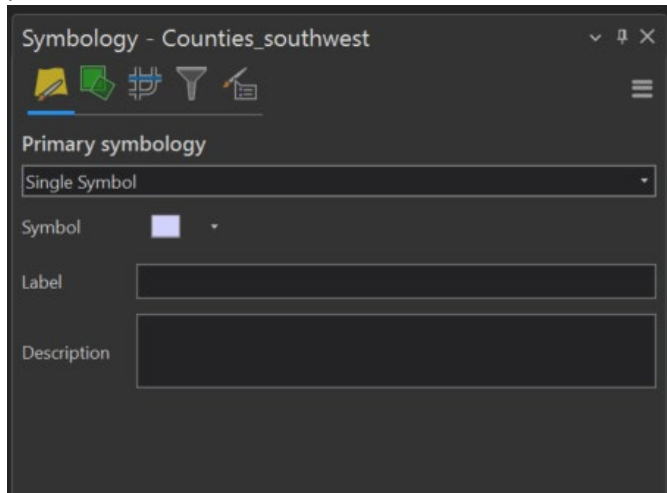 Symbology - Counties_southwest
Primary symbology
Single Symbol
Symbol
Label
Description